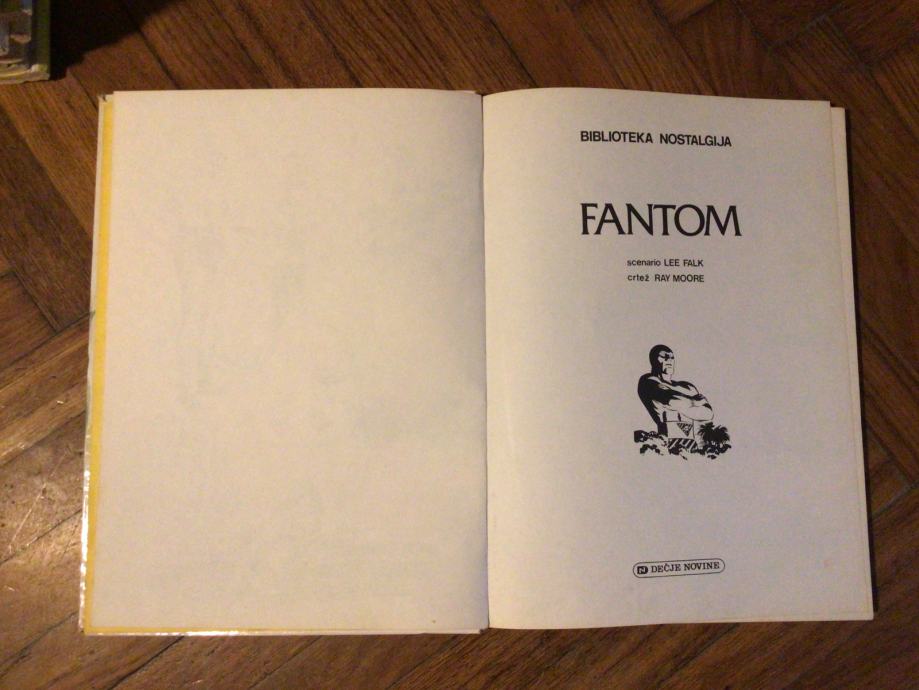 BIBLIOTEKA NOSTALGIJA
FANTOM
scenario LEE FALK
crtež RAY MOORE
DEČJE NOVINE